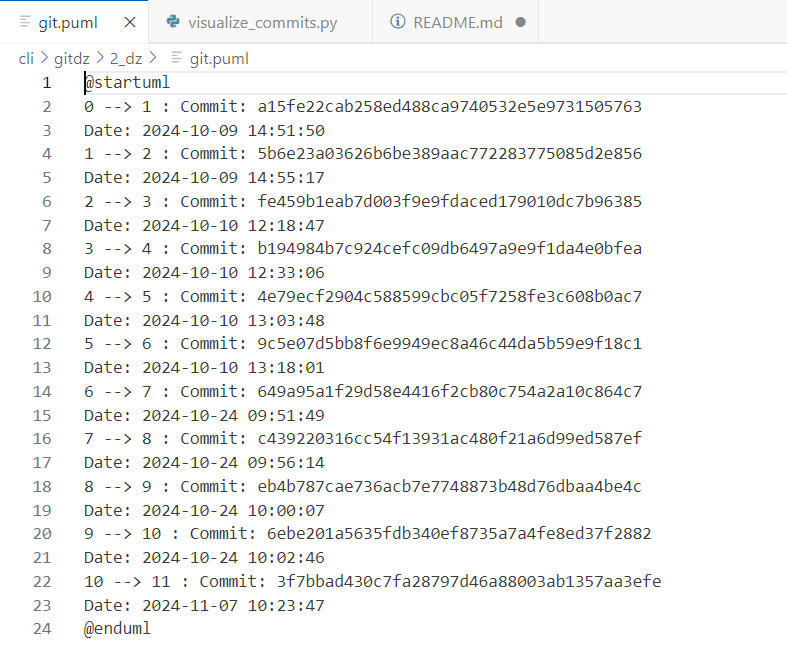 git.puml visualize_commits.py README.md
cli > gitdz > 2_dz > git.puml
1 @startuml
2 0 --> 1 : Commit: a15fe22cab258ed488ca9740532e5e9731505763
3 Date: 2024-10-09 14:51:50
4 1 --> 2 : Commit: 5b6e23a03626b6be389aac772283775085d2e856
5 Date: 2024-10-09 14:55:17
6 2 --> 3 : Commit: fe459b1eab7d003f9e9fdaced179010dc7b96385
7 Date: 2024-10-10 12:18:47
8 3 --> 4 : Commit: b194984b7c924cefc09db6497a9e9f1da4e0bfea
9 Date: 2024-10-10 12:33:06
10 4 --> 5 : Commit: 4e79ecf2904c588599cbc05f7258fe3c608b0ac7
11 Date: 2024-10-10 13:03:48
12 5 --> 6 : Commit: 9c5e07d5bb8f6e9949ec8a46c44da5b59e9f18c1
13 Date: 2024-10-10 13:18:01
14 6 --> 7 : Commit: 649a95a1f29d58e4416f2cb80c754a2a10c864c7
15 Date: 2024-10-24 09:51:49
16 7 --> 8 : Commit: c439220316cc54f13931ac480f21a6d99ed587ef
17 Date: 2024-10-24 09:56:14
18 8 --> 9 : Commit: eb4b787cae736acb7e7748873b48d76dbaa4be4c
19 Date: 2024-10-24 10:00:07
20 9 --> 10 : Commit: 6ebe201a5635fdb340ef8735a7a4fe8ed37f2882
21 Date: 2024-10-24 10:02:46
22 10 --> 11 : Commit: 3f7bbad430c7fa28797d46a88003ab1357aa3efe
23 Date: 2024-11-07 10:23:47
24 @enduml